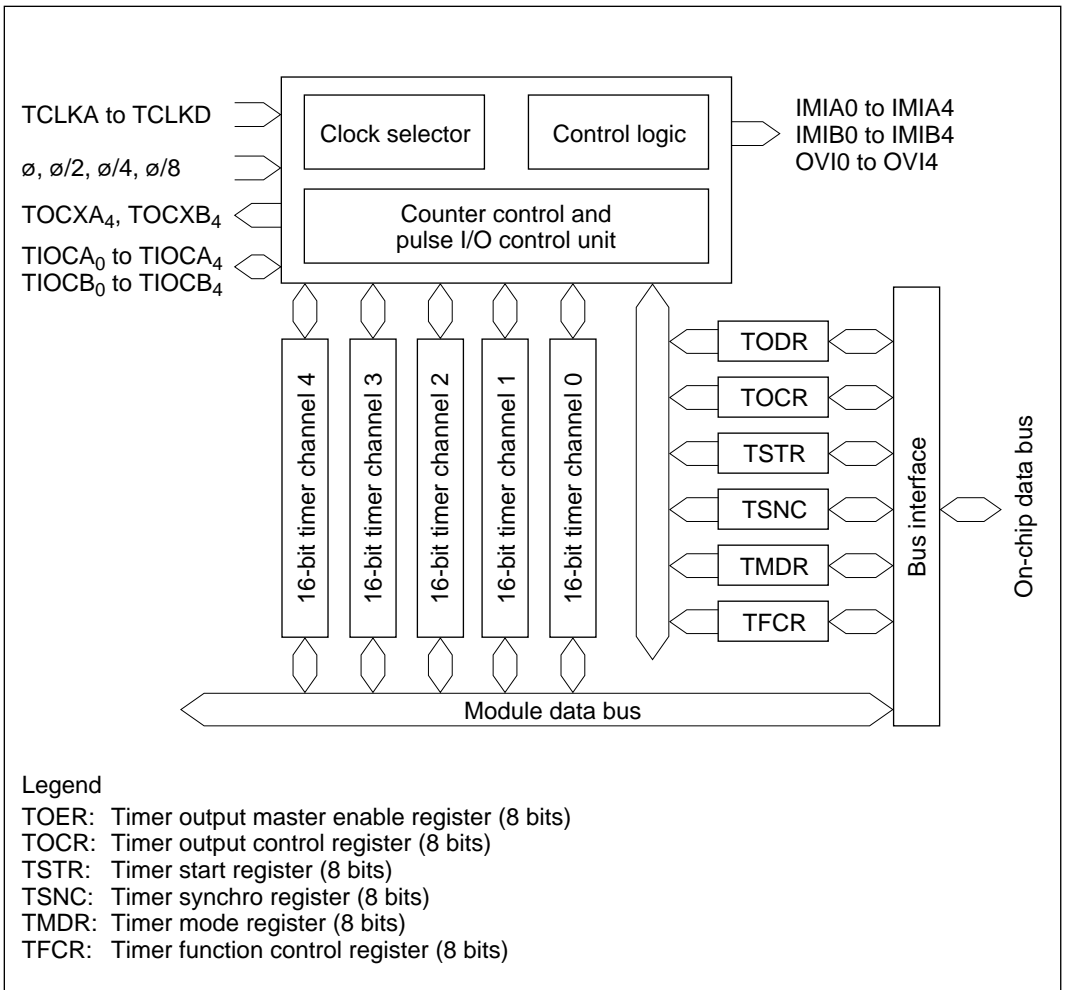 TCLKA to TCLKD
ø, ø/2, ø/4, ø/8
TOCXA4, TOCXB4
TIOCA0 to TIOCA4
TIOCB0 to TIOCB4
Clock selector
Control logic
Counter control and
pulse I/O control unit
IMIA0 to IMIA4
IMIB0 to IMIB4
OVI0 to OVI4
16-bit timer channel 4
16-bit timer channel 3
16-bit timer channel 2
16-bit timer channel 1
16-bit timer channel 0
TODR
TOCR
TSTR
TSNC
TMDR
TFCR
Bus interface
On-chip data bus
Module data bus
Legend
TOER: Timer output master enable register (8 bits)
TOCR: Timer output control register (8 bits)
TSTR: Timer start register (8 bits)
TSNC: Timer synchro register (8 bits)
TMDR: Timer mode register (8 bits)
TFCR: Timer function control register (8 bits)